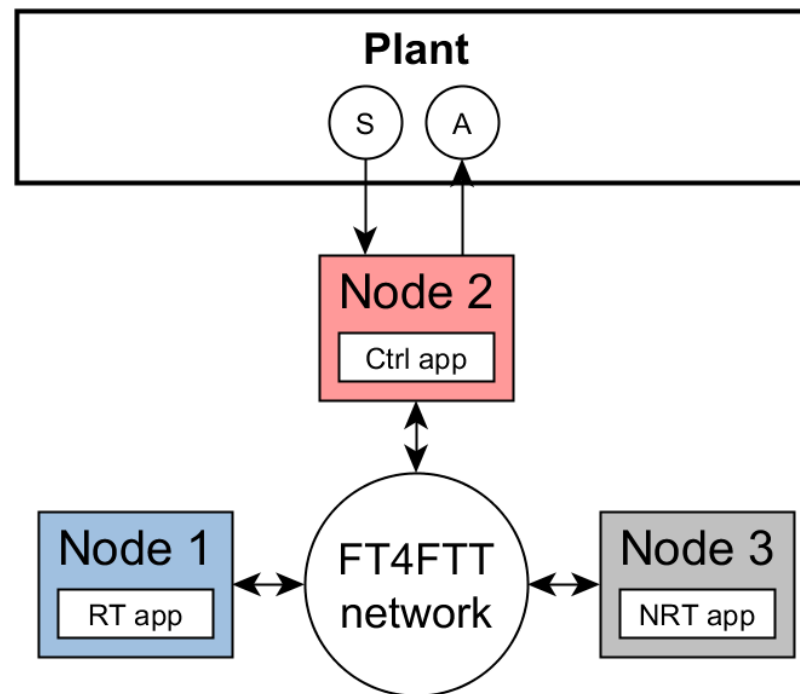 Plant
S
A
Node 2
Ctrl app
Node 1
RT app
FT4FTT
network
Node 3
NRT app